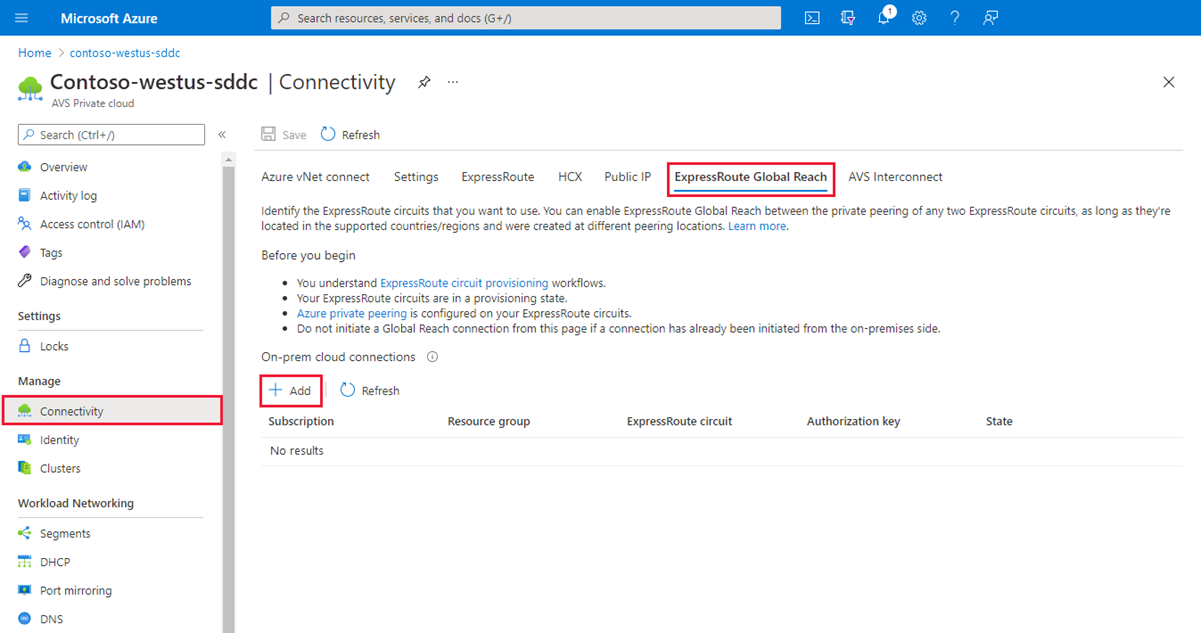 Microsoft Azure
Search resources, services, and docs (G+/)
1
Home > contoso-westus-sddc
Contoso-westus-sddc | Connectivity ...
AVS Private cloud
Search (Ctrl+/)
«
Overview
Activity log
Access control (IAM)
Tags
Diagnose and solve problems
Settings
Locks
Manage
Connectivity
Identity
Clusters
Workload Networking
Segments
DHCP
Port mirroring
DNS
Save Refresh
Azure vNet connect Settings ExpressRoute HCX Public IP ExpressRoute Global Reach AVS Interconnect
Identify the ExpressRoute circuits that you want to use. You can enable ExpressRoute Global Reach between the private peering of any two ExpressRoute circuits, as long as they're
located in the supported countries/regions and were created at different peering locations. Learn more.
Before you begin
• You understand ExpressRoute circuit provisioning workflows.
• Your ExpressRoute circuits are in a provisioning state.
• Azure private peering is configured on your ExpressRoute circuits.
• Do not initiate a Global Reach connection from this page if a connection has already been initiated from the on-premises side.
On-prem cloud connections
+ Add Refresh
Subscription Resource group ExpressRoute circuit Authorization key State
No results